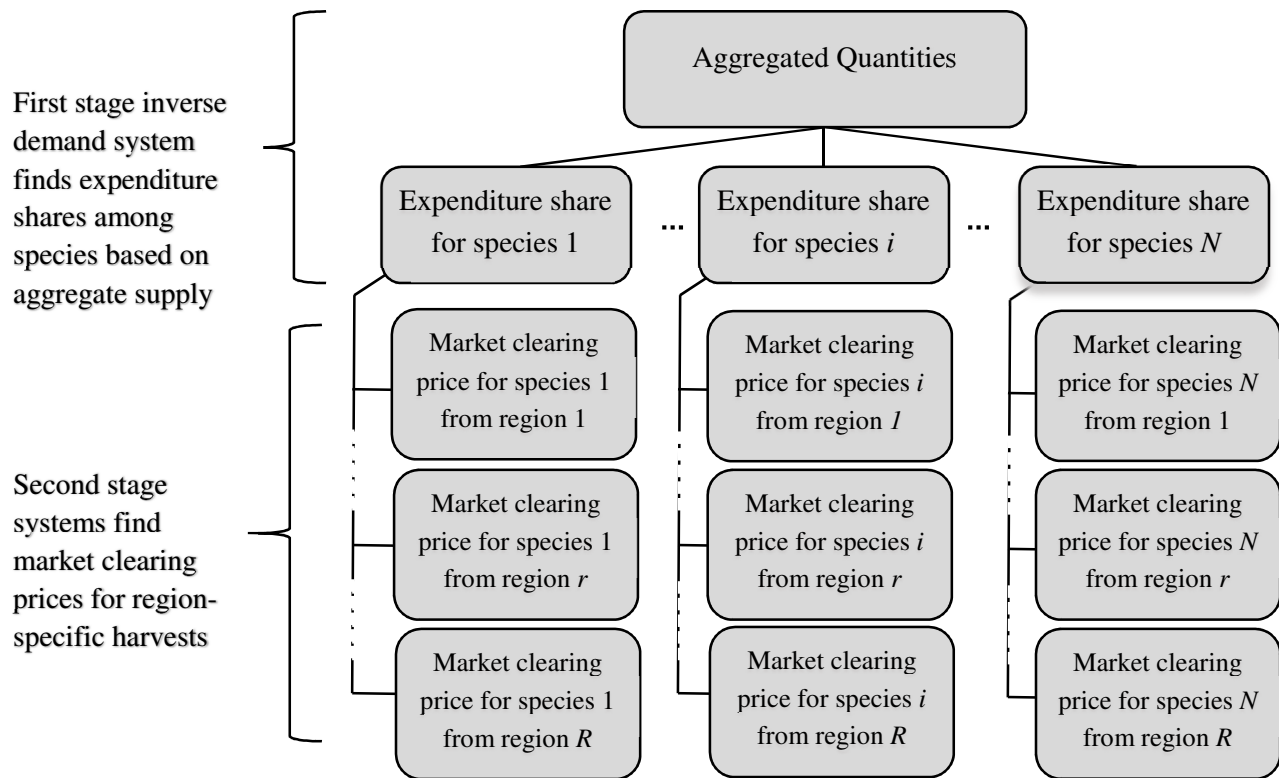 Aggregated Quantities
First stage inverse
demand system
finds expenditure
shares among
species based on
aggregate supply
Expenditure share
for species 1
...
Expenditure share
for species i
...
Expenditure share
for species N
Second stage
systems find
market clearing
prices for region-
specific harvests
Market clearing
price for species 1
from region 1
Market clearing
price for species i
from region 1
Market clearing
price for species N
from region 1
Market clearing
price for species 1
from region r
Market clearing
price for species i
from region r
Market clearing
price for species N
from region r
Market clearing
price for species 1
from region R
Market clearing
price for species i
from region R
Market clearing
price for species N
from region R